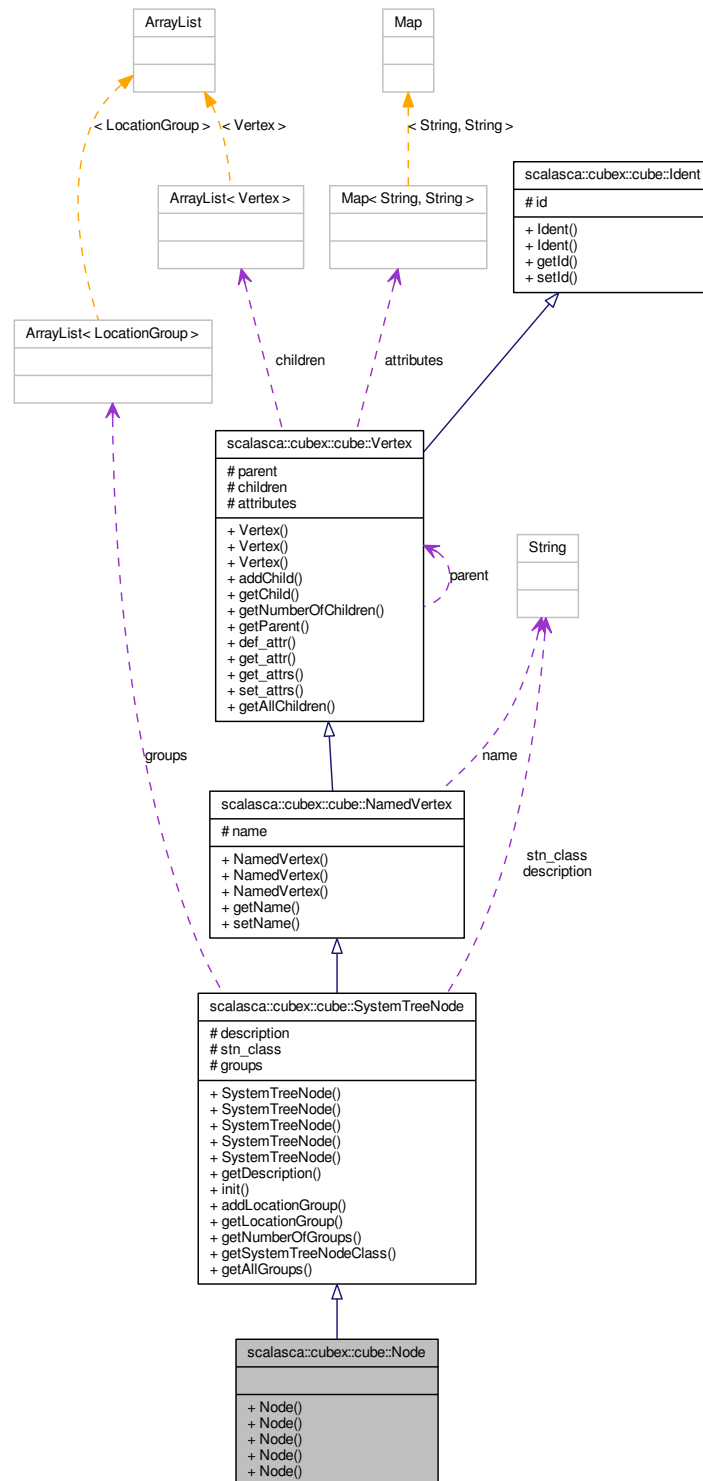 ArrayList
Map
< LocationGroup >
< Vertex >
< String, String >
scalasca::cubex::cube::Ident
# id
+ Ident()
+ Ident()
+ getId()
+ setId()
ArrayList< Vertex >
Map< String, String >
ArrayList< LocationGroup >
children
attributes
scalasca::cubex::cube::Vertex
# parent
# children
# attributes
+ Vertex()
+ Vertex()
+ Vertex()
+ addChild()
+ getChild()
+ getNumberOfChildren()
+ getParent()
+ def_attr()
+ get_attr()
+ get_attrs()
+ set_attrs()
+ getAllChildren()
parent
String
groups
name
scalasca::cubex::cube::NamedVertex
# name
+ NamedVertex()
+ NamedVertex()
+ NamedVertex()
+ getName()
+ setName()
stn_class
description
scalasca::cubex::cube::SystemTreeNode
# description
# stn_class
# groups
+ SystemTreeNode()
+ SystemTreeNode()
+ SystemTreeNode()
+ SystemTreeNode()
+ SystemTreeNode()
+ getDescription()
+ init()
+ addLocationGroup()
+ getLocationGroup()
+ getNumberOfGroups()
+ getSystemTreeNodeClass()
+ getAllGroups()
scalasca::cubex::cube::Node
+ Node()
+ Node()
+ Node()
+ Node()
+ Node()